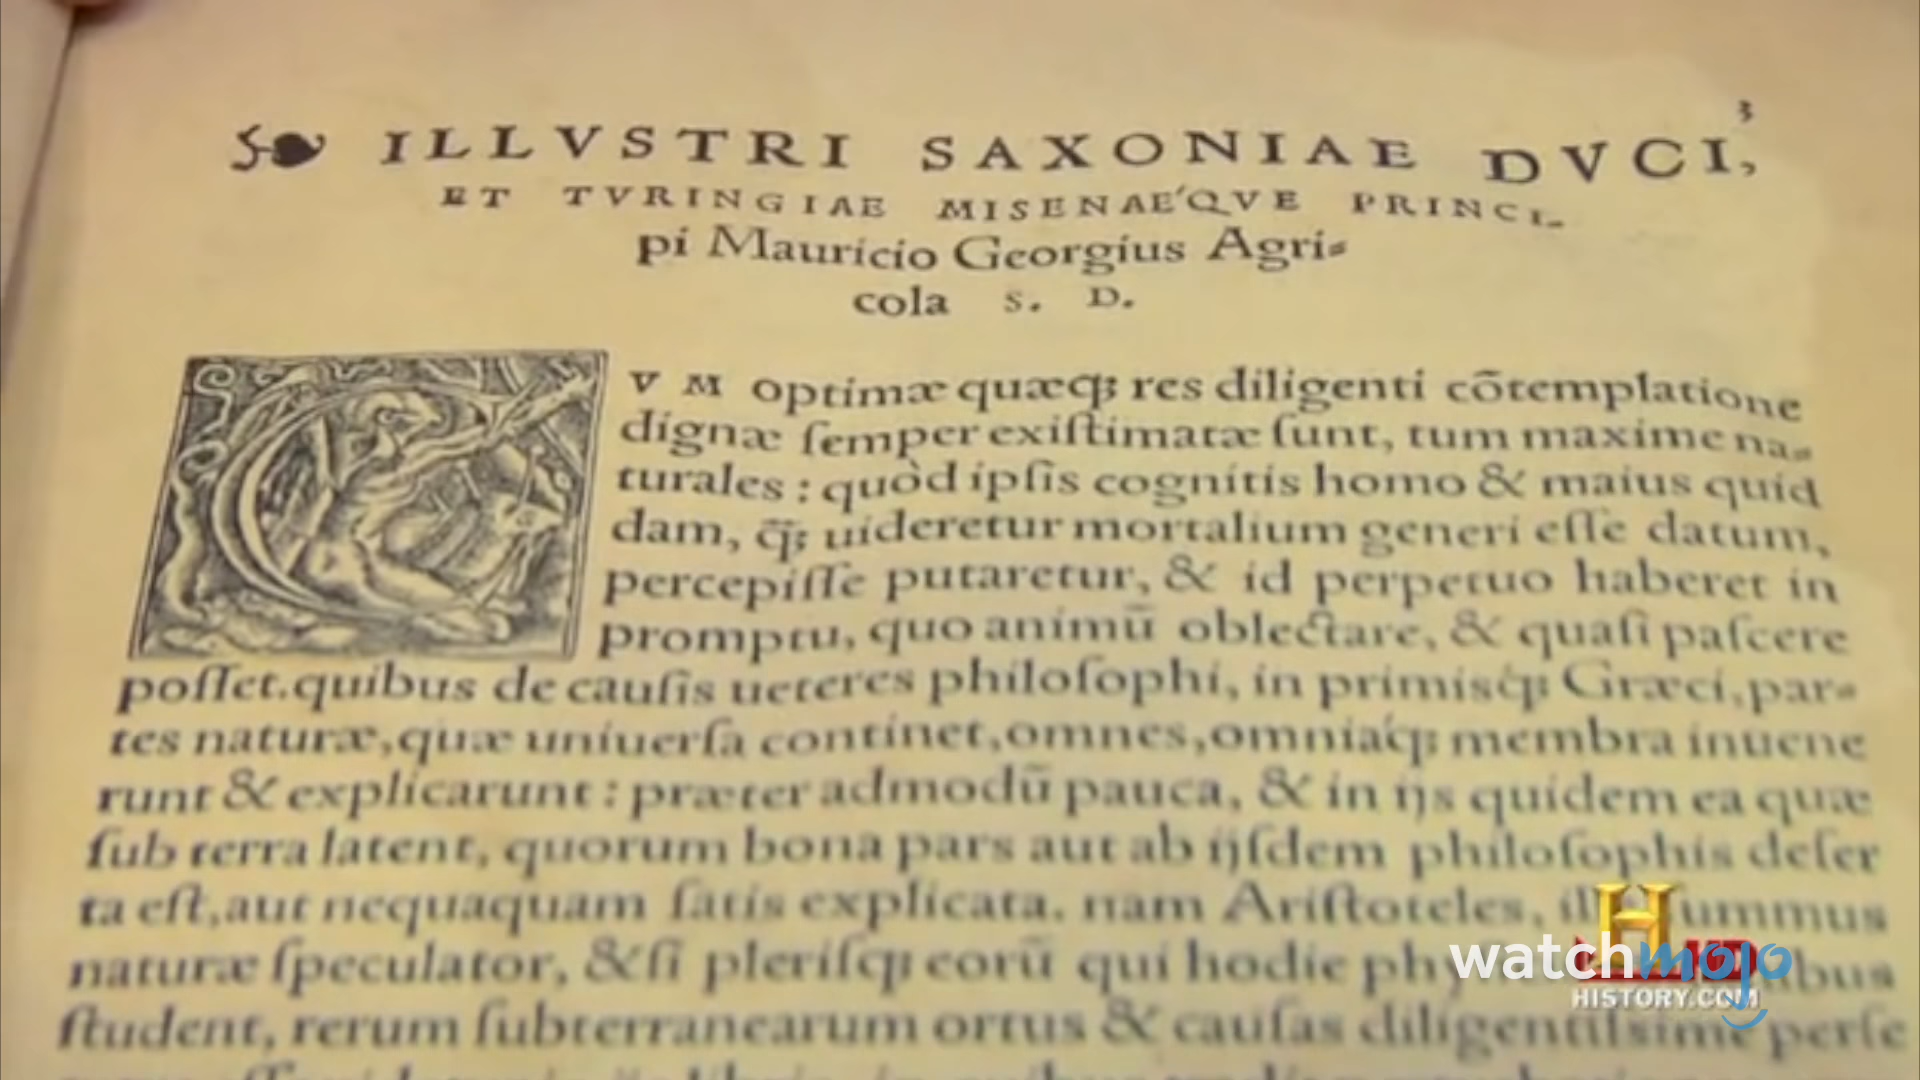 3
ILLVSTRI SAXONIAE DVCI,
ET TVRINGIAE MISENAE'QVE PRINCI-
pi Mauricio Georgius Agri-
cola S. D.
CVM optimæ quæq; res diligenti cõtemplatione
dignæ ſemper exiſtimatæ ſunt, tum maxime na-
turales : quòd ipſis cognitis homo & maius quid
dam, q̃; uideretur mortalium generi eſſe datum,
percepiſſe putaretur, & id perpetuo haberet in
promptu, quo animũ oblectare, & quaſi paſcere
poſſet. quibus de cauſis ueteres philoſophi, in primisq́; Græci, par-
tes naturæ, quæ uniuerſa continet, omnes, omniaq́; membra inuene
runt & explicarunt : præter admodũ pauca, & in ijs quidem ea quæ
ſub terra latent, quorum bona pars aut ab ijſdem philoſophis deſer
ta eſt, aut nequaquam ſatis explicata. nam Ariſtoteles, ſummus
naturæ ſpeculator, & ſi pleriſq; eorũ qui hodie
ſtudent, rerum ſubterranearum ortus & cauſas diligentiſsime perſe
H HD
watchmojo
HISTORY.COM